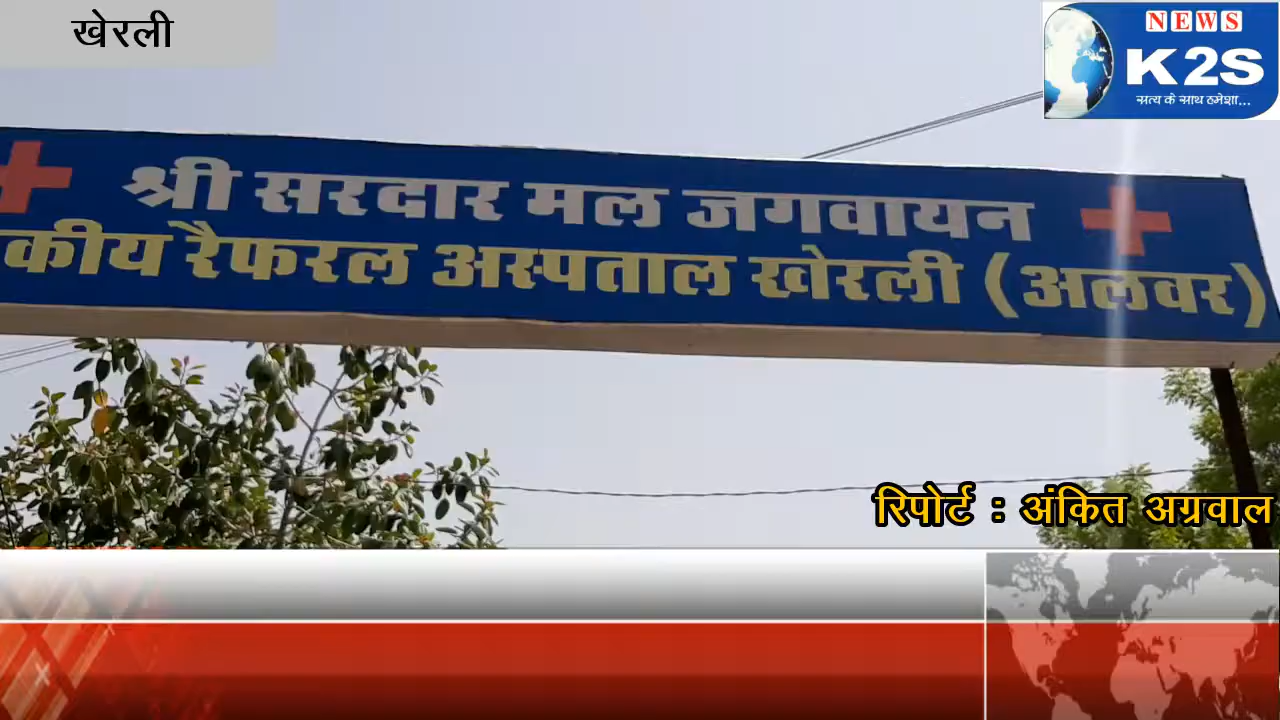 खेरली
NEWS
K2S
सत्य के साथ हमेशा...
श्री सरदार मल जगवायन
कीय रैफरल अस्पताल खेरली (अलवर)
रिपोर्ट : अंकित अग्रवाल